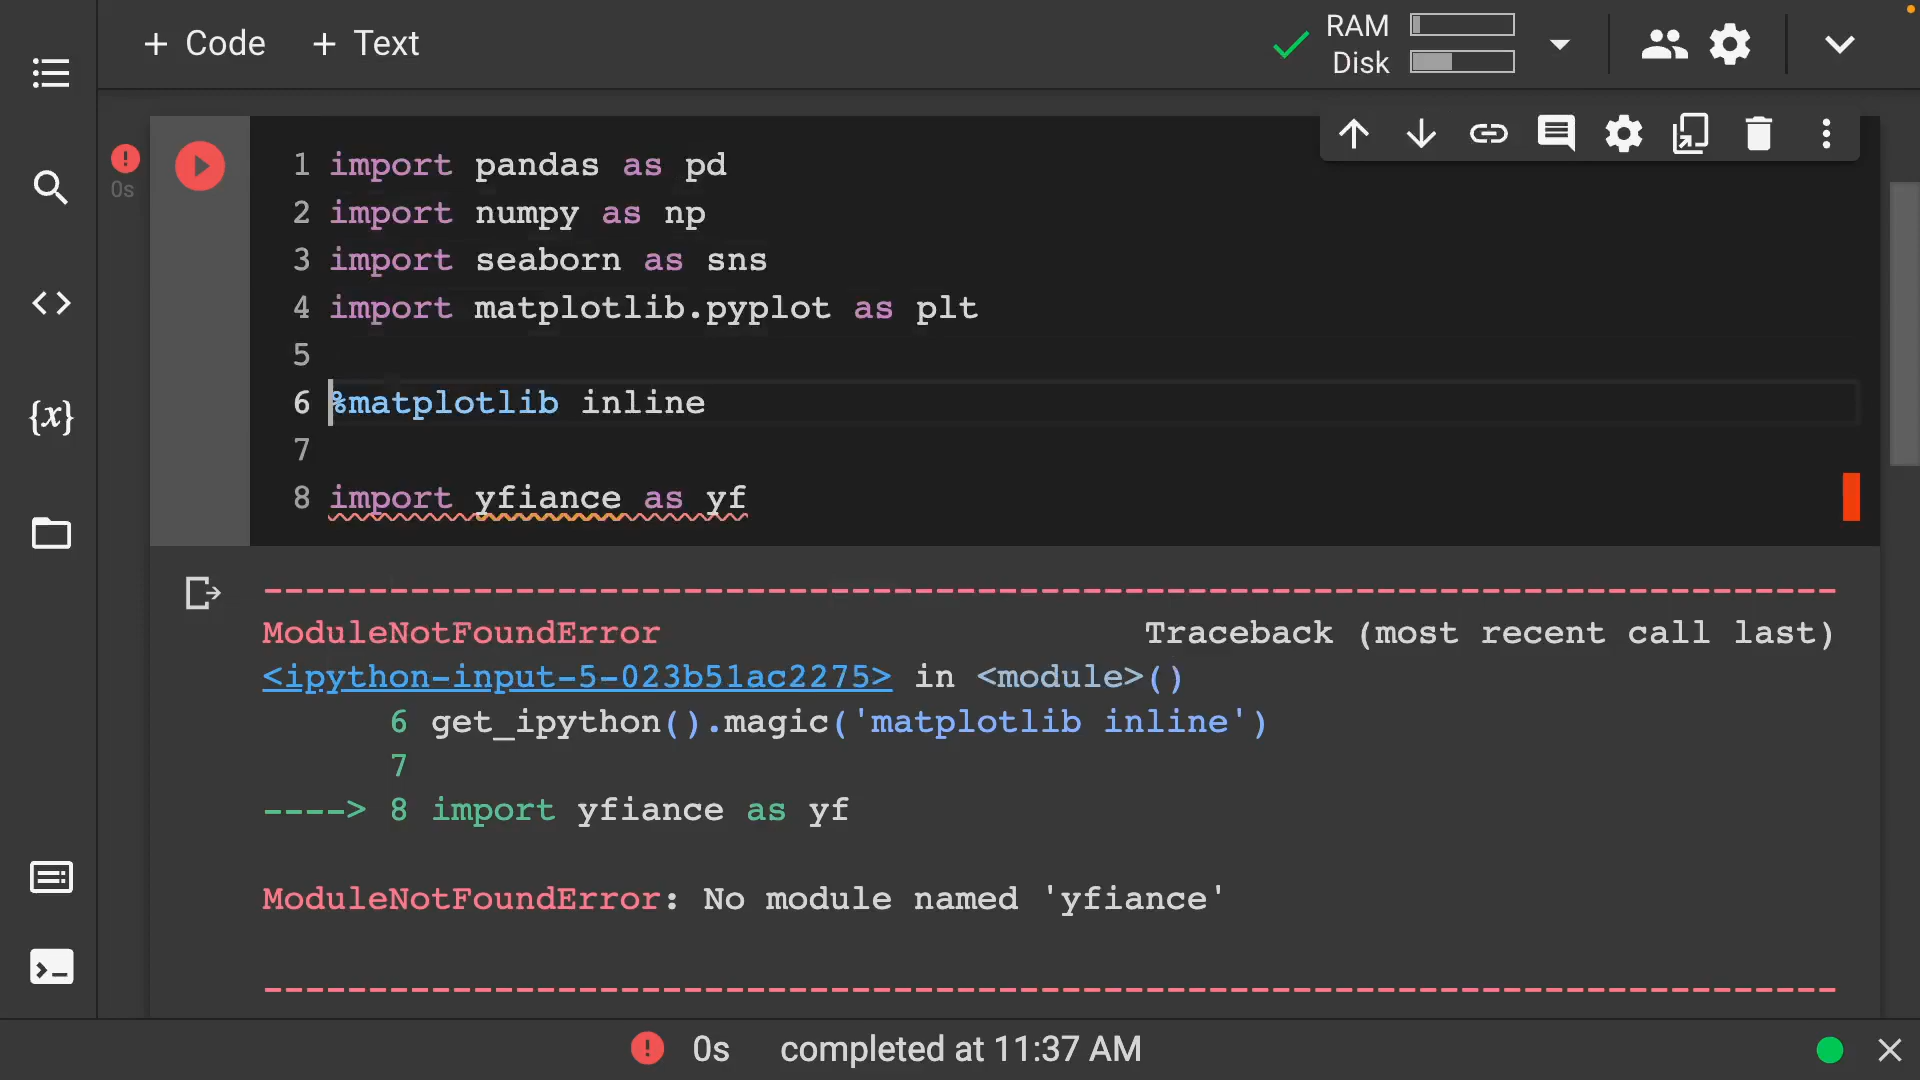 + Code + Text
RAM
Disk
0s
1 import pandas as pd
2 import numpy as np
3 import seaborn as sns
4 import matplotlib.pyplot as plt
5
6 %matplotlib inline
7
8 import yfiance as yf
{x}
--------------------------------------------------------------------------- 
ModuleNotFoundError Traceback (most recent call last)
<ipython-input-5-023b51ac2275> in <module>()
6 get_ipython().magic('matplotlib inline')
7
----> 8 import yfiance as yf
ModuleNotFoundError: No module named 'yfiance'
---------------------------------------------------------------------------
0s completed at 11:37 AM